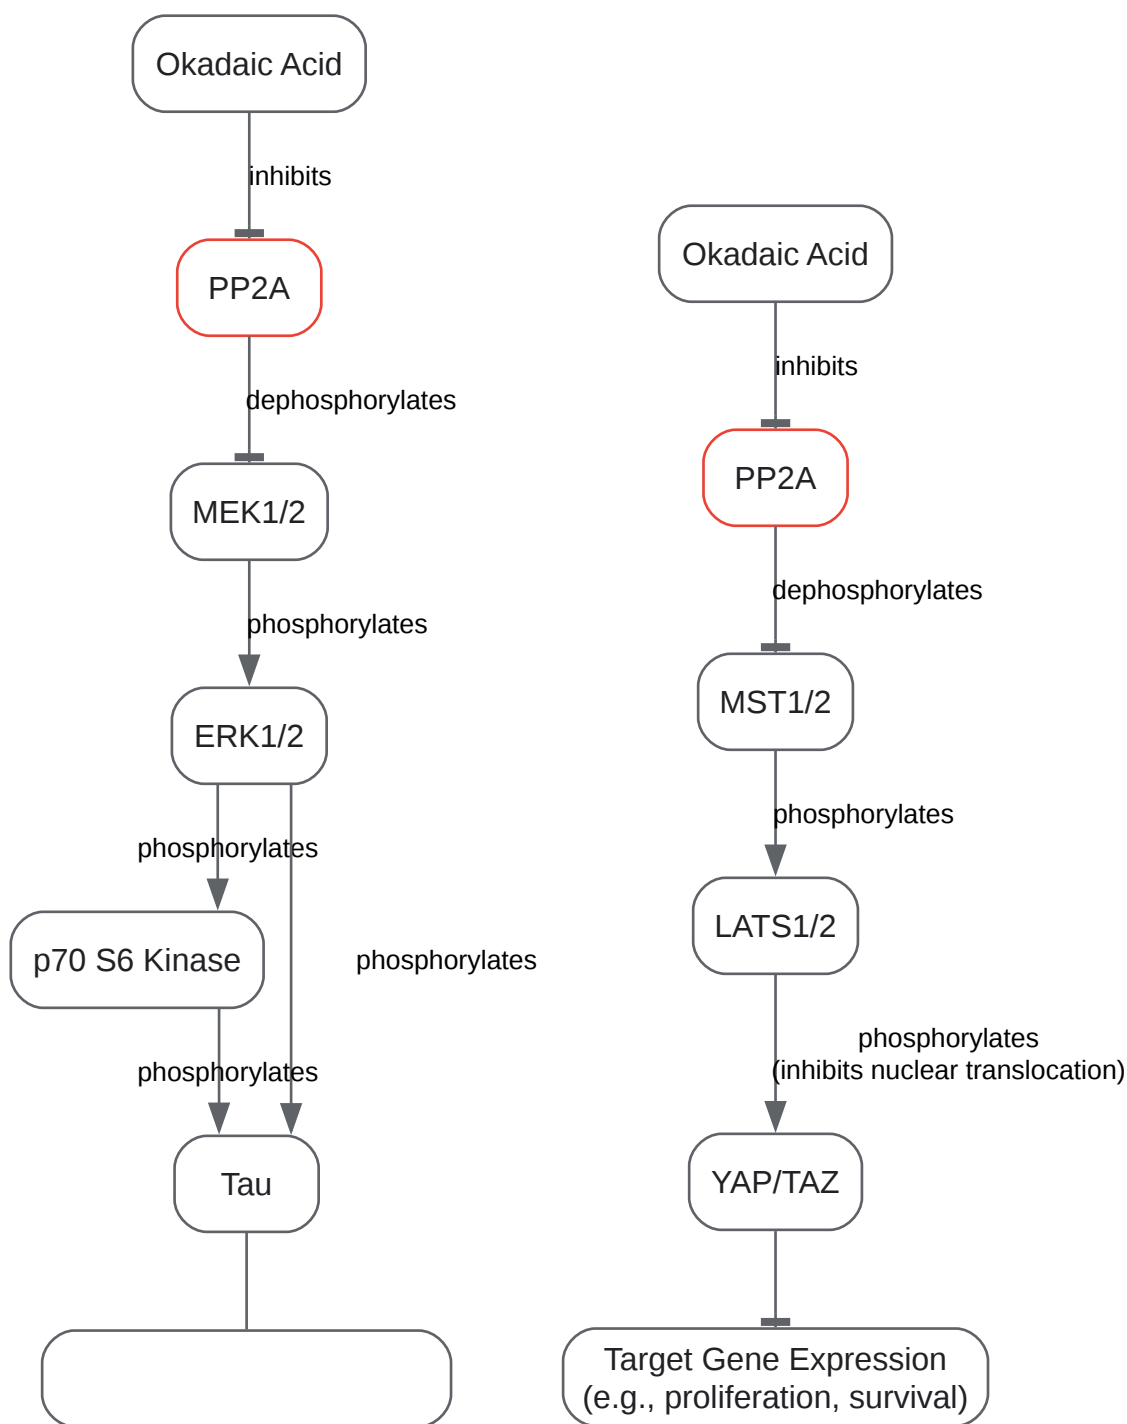 Okadaic Acid
inhibits
PP2A
dephosphorylates
MEK1/2
phosphorylates
ERK1/2
phosphorylates
p70 S6 Kinase
phosphorylates
phosphorylates
Tau
Okadaic Acid
inhibits
PP2A
dephosphorylates
MST1/2
phosphorylates
LATS1/2
phosphorylates
(inhibits nuclear translocation)
YAP/TAZ
Target Gene Expression
(e.g., proliferation, survival)